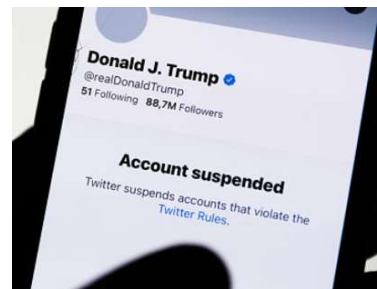 Donald J. Trump
@realDonaldTrump
51 Following 88,7M Followers
Account suspended
Twitter suspends accounts that violate the
Twitter Rules.